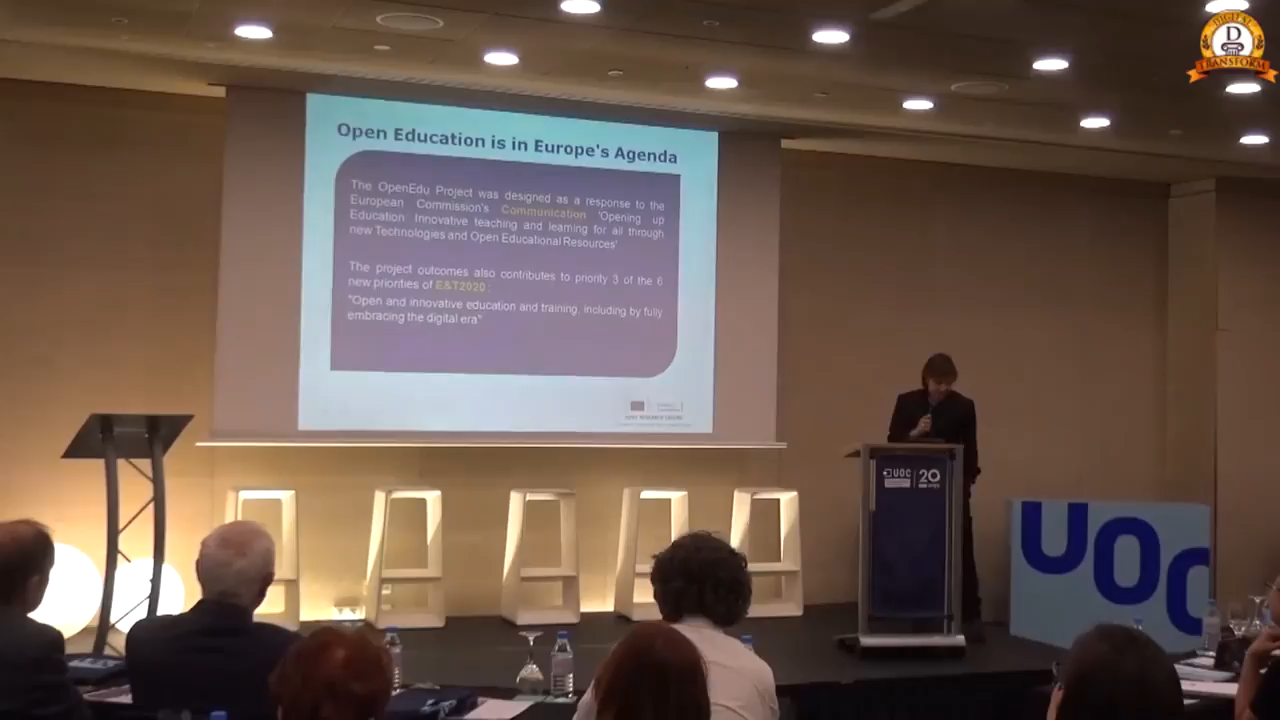 DIGITAL
D
TRANSFORM
Open Education is in Europe's Agenda
The OpenEdu Project was designed as a response to the
European Commission's Communication 'Opening up
Education: Innovative teaching and learning for all through
new Technologies and Open Educational Resources'
The project outcomes also contributes to priority 3 of the 6
new priorities of E&T2020:
"Open and innovative education and training, including by fully
embracing the digital era"
UOC
20
UOC